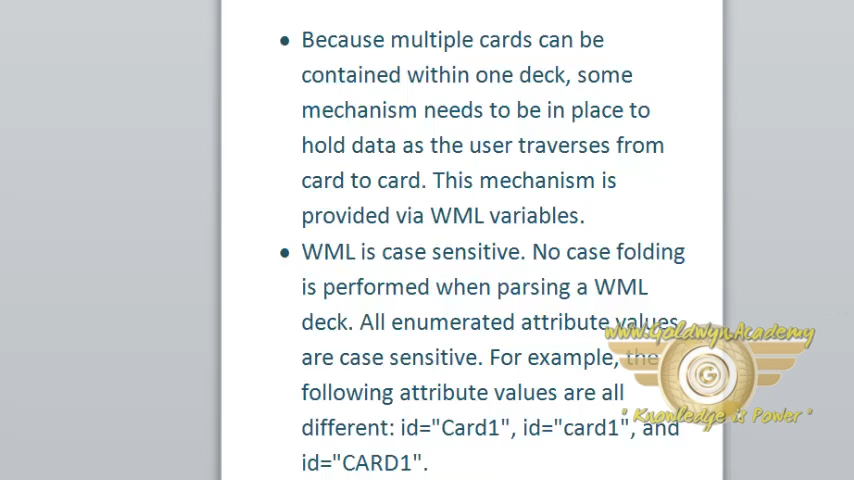 Because multiple cards can be
contained within one deck, some
mechanism needs to be in place to
hold data as the user traverses from
card to card. This mechanism is
provided via WML variables.
WML is case sensitive. No case folding
is performed when parsing a WML
deck. All enumerated attribute values
are case sensitive. For example, the
following attribute values are all
different: id="Card1", id="card1", and
id="CARD1".
www.GoldwynAcademy
G
"Knowledge is Power"